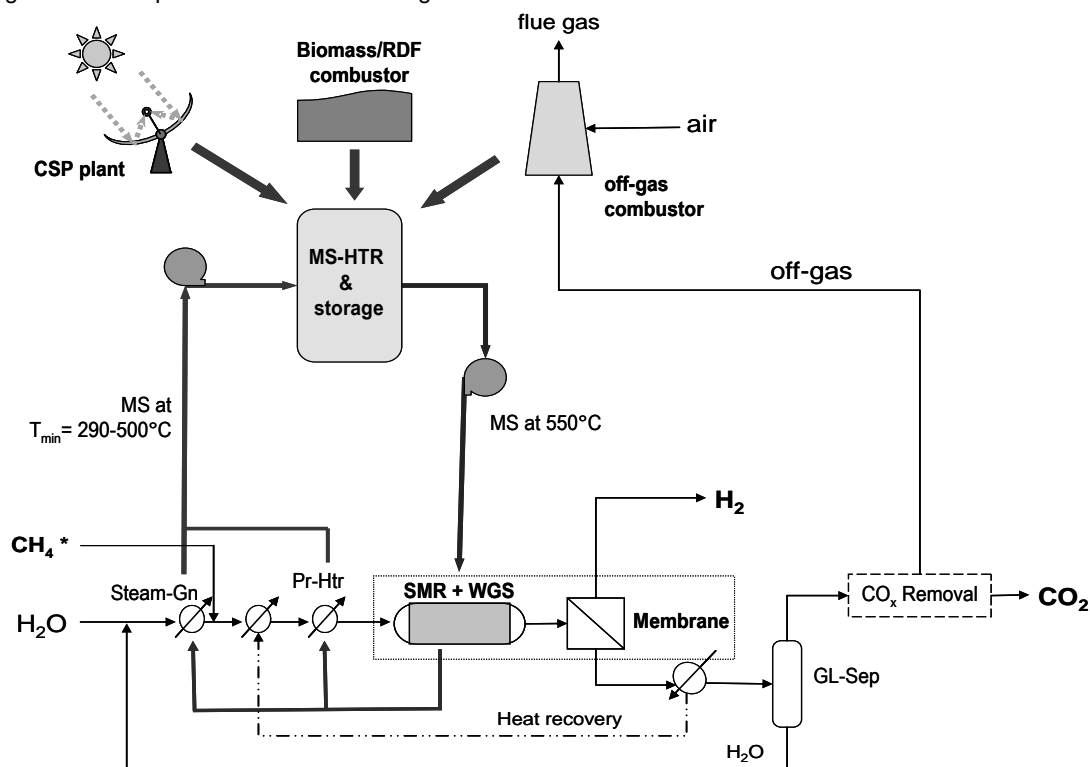 flue gas
Biomass/RDF
combustor
air
CSP plant
off-gas
combustor
MS-HTR
&
storage
off-gas
MS at
Tmin= 290-500°C
MS at 550°C
H2
CH4 *
Steam-Gn
Pr-Htr
SMR + WGS
COx Removal
CO2
H2O
Membrane
GL-Sep
Heat recovery
H2O